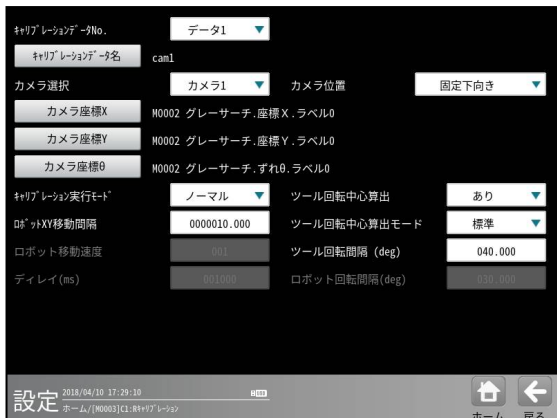 ｷｬﾘﾌﾞﾚｰｼｮﾝﾃﾞｰﾀNo. データ1
ｷｬﾘﾌﾞﾚｰｼｮﾝﾃﾞｰﾀ名 cam1
カメラ選択 カメラ1 カメラ位置 固定下向き
カメラ座標X M0002 グレーサーチ.座標X.ラベル0
カメラ座標Y M0002 グレーサーチ.座標Y.ラベル0
カメラ座標θ M0002 グレーサーチ.ずれθ.ラベル0
ｷｬﾘﾌﾞﾚｰｼｮﾝ実行ﾓｰﾄﾞ ノーマル ツール回転中心算出 あり
ﾛﾎﾞｯﾄXY移動間隔 0000010.000 ツール回転中心算出モード 標準
ロボット移動速度 001 ツール回転間隔 (deg) 040.000
ディレイ(ms) 001000 ロボット回転間隔(deg) 030.000
設定 2018/04/10 17:29:10
ホーム/[M0003]C1:Rｷｬﾘﾌﾞﾚｰｼｮﾝ
ホーム 戻る